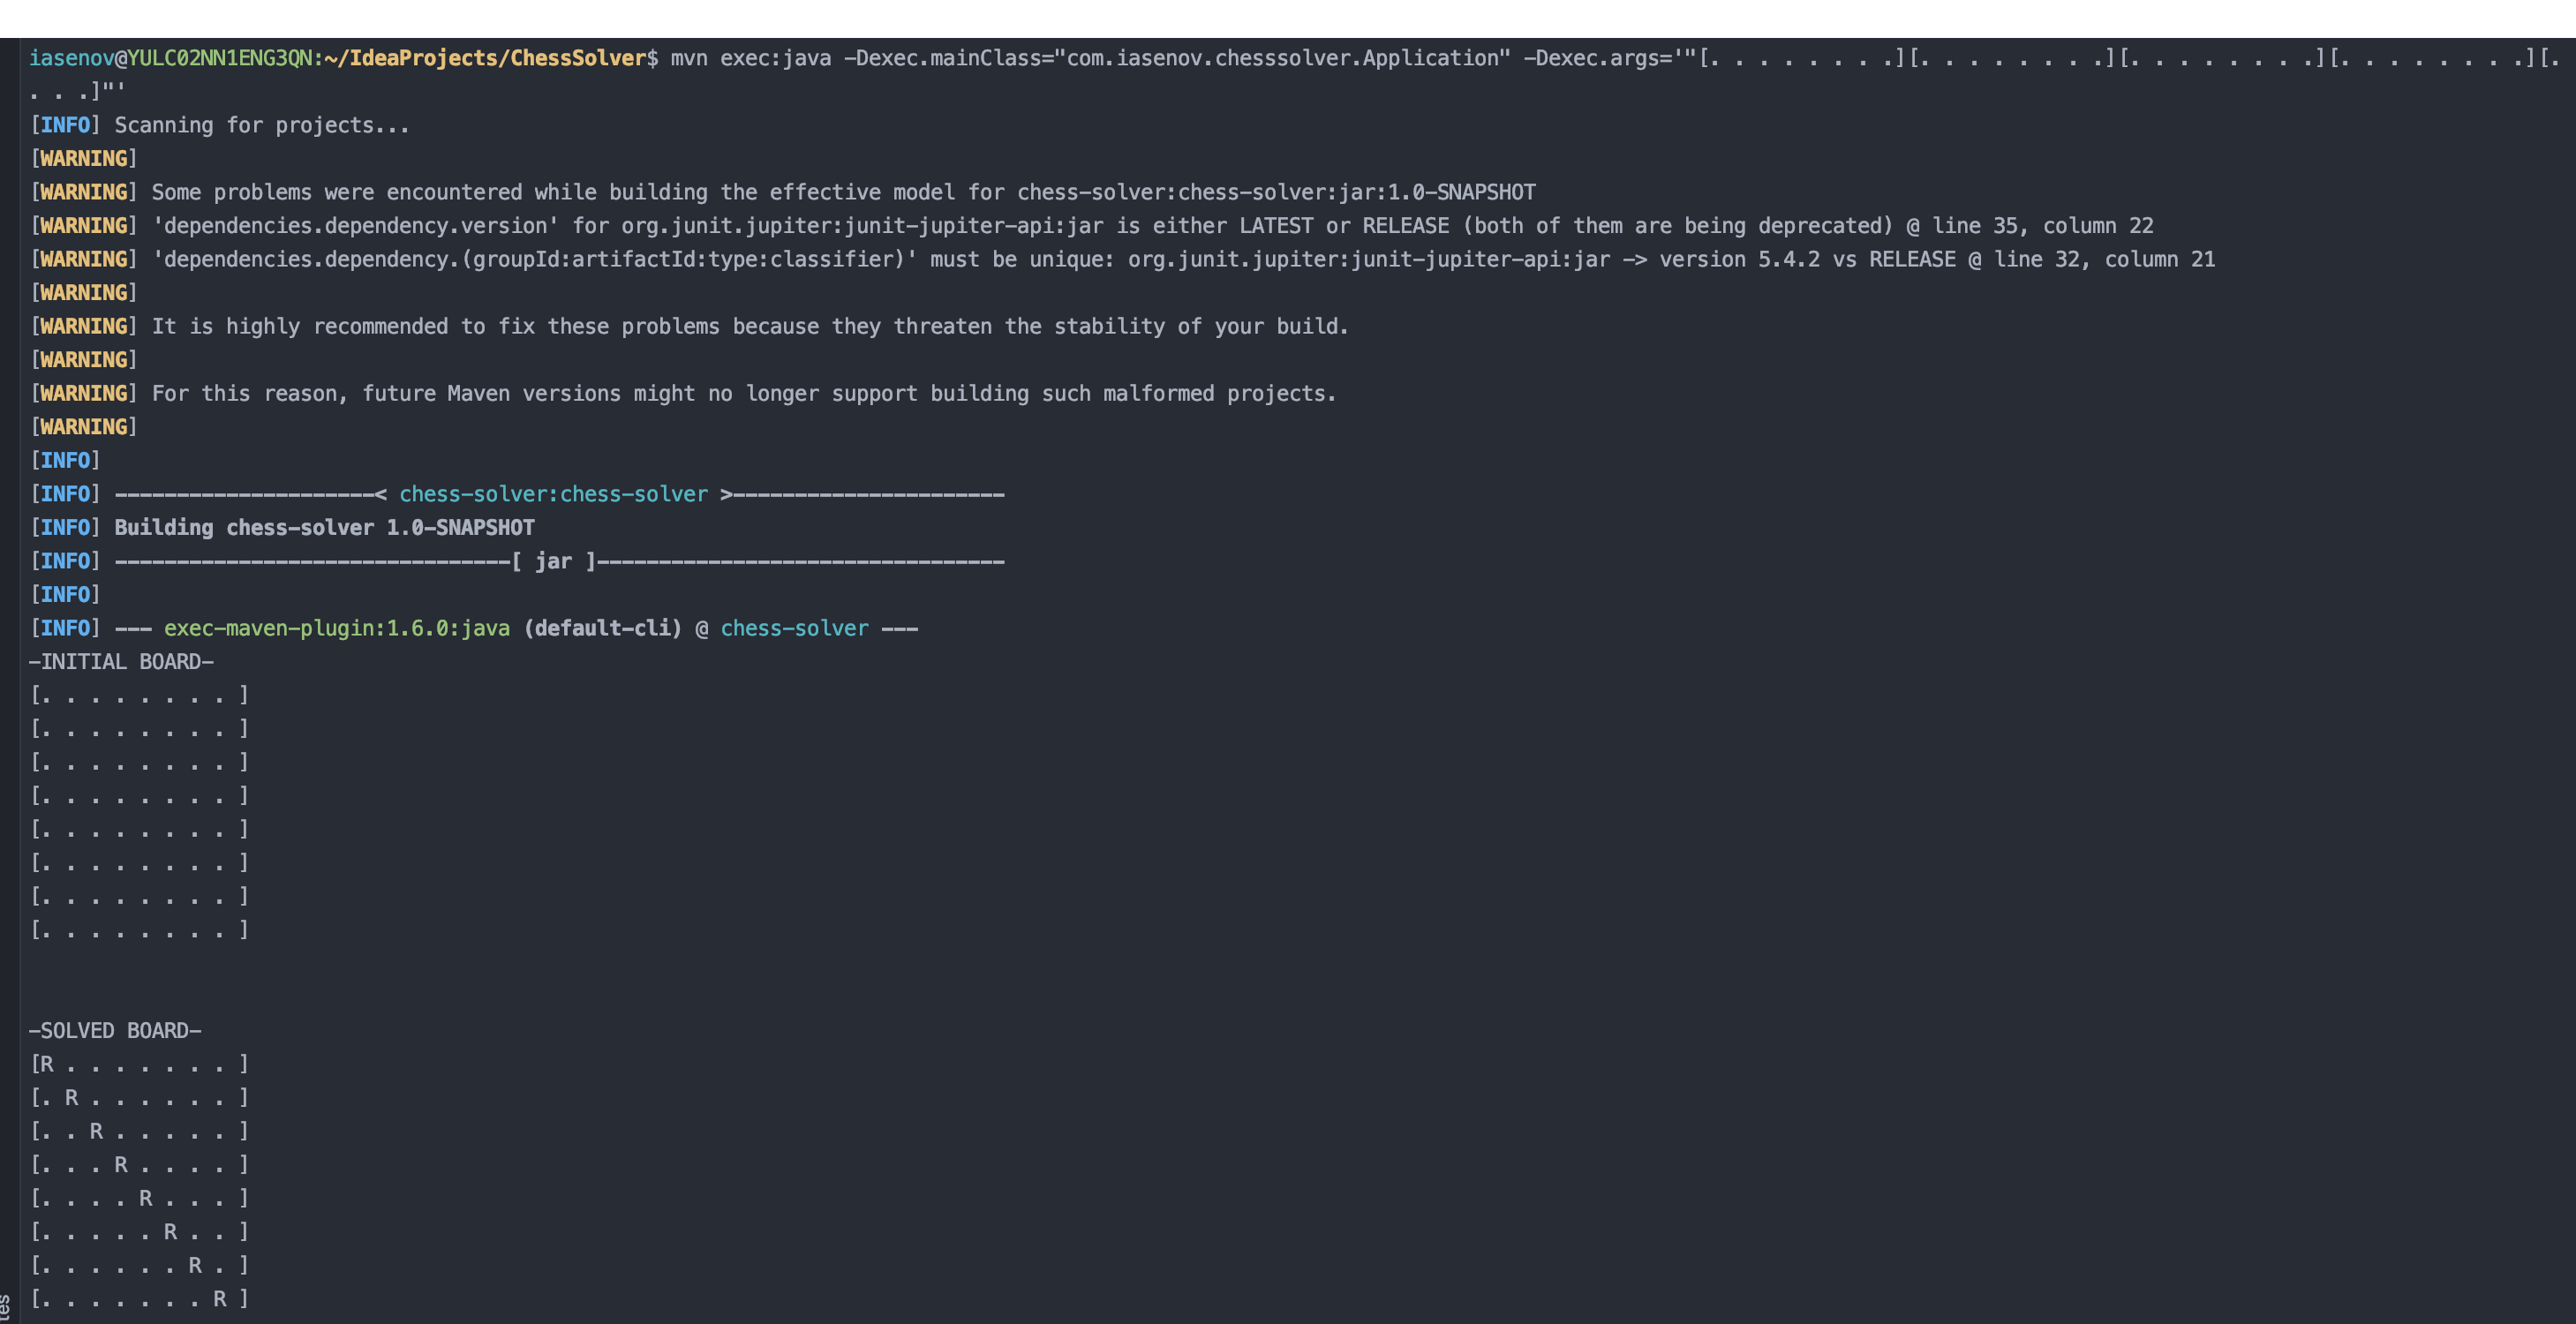 iasenov@YULC02NN1ENG3QN:~/IdeaProjects/ChessSolver$ mvn exec:java -Dexec.mainClass="com.iasenov.chesssolver.Application" -Dexec.args='"[. . . . . . . .][. . . . . . . .][. . . . . . . .][. . . . . . . .][.
. . .]"'
[INFO] Scanning for projects...
[WARNING]
[WARNING] Some problems were encountered while building the effective model for chess-solver:chess-solver:jar:1.0-SNAPSHOT
[WARNING] 'dependencies.dependency.version' for org.junit.jupiter:junit-jupiter-api:jar is either LATEST or RELEASE (both of them are being deprecated) @ line 35, column 22
[WARNING] 'dependencies.dependency.(groupId:artifactId:type:classifier)' must be unique: org.junit.jupiter:junit-jupiter-api:jar -> version 5.4.2 vs RELEASE @ line 32, column 21
[WARNING]
[WARNING] It is highly recommended to fix these problems because they threaten the stability of your build.
[WARNING]
[WARNING] For this reason, future Maven versions might no longer support building such malformed projects.
[WARNING]
[INFO]
[INFO] ---------------------< chess-solver:chess-solver >----------------------
[INFO] Building chess-solver 1.0-SNAPSHOT
[INFO] --------------------------------[ jar ]---------------------------------
[INFO]
[INFO] --- exec-maven-plugin:1.6.0:java (default-cli) @ chess-solver ---
-INITIAL BOARD-
[. . . . . . . . ]
[. . . . . . . . ]
[. . . . . . . . ]
[. . . . . . . . ]
[. . . . . . . . ]
[. . . . . . . . ]
[. . . . . . . . ]
[. . . . . . . . ]
-SOLVED BOARD-
[R . . . . . . . ]
[. R . . . . . . ]
[. . R . . . . . ]
[. . . R . . . . ]
[. . . . R . . . ]
[. . . . . R . . ]
[. . . . . . R . ]
[. . . . . . . R ]